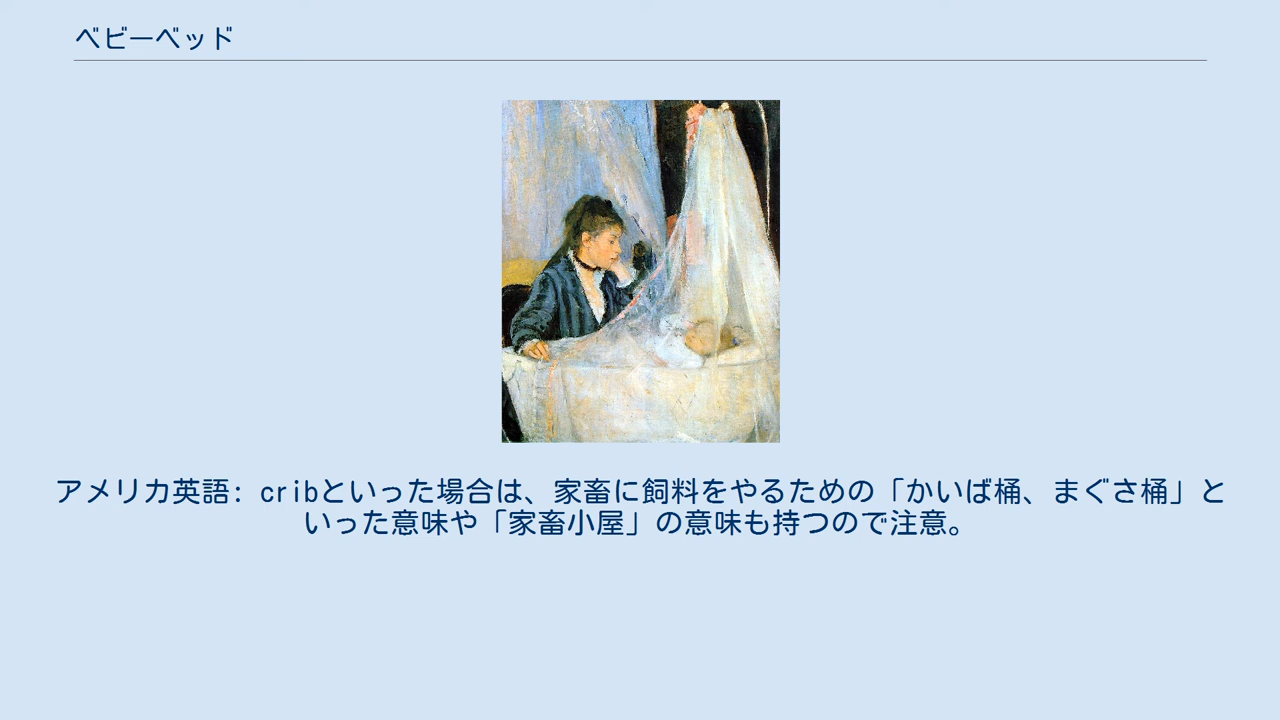 ベビーベッド
アメリカ英語: cribといった場合は、家畜に飼料をやるための「かいば桶、まぐさ桶」と
いった意味や「家畜小屋」の意味も持つので注意。